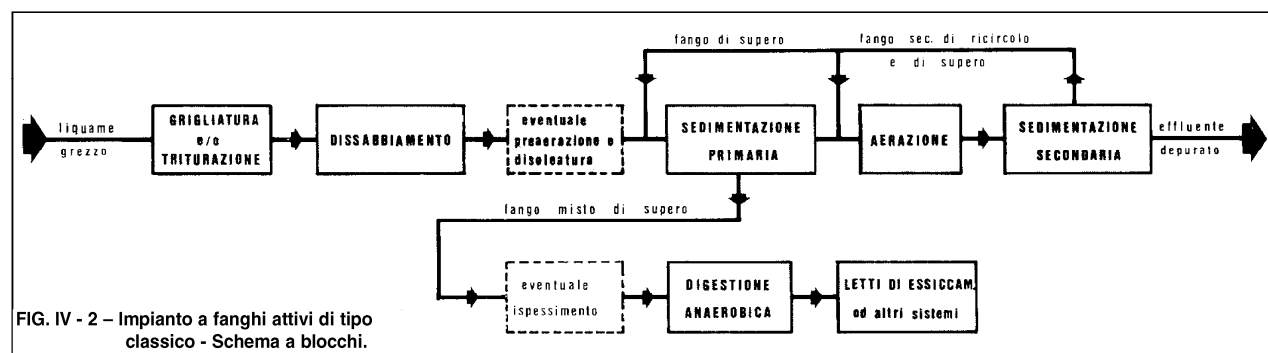 fango di supero
fango sec. di ricircolo
e di supero
liquame
grezzo
GRIGLIATURA
e/o
TRITURAZIONE
DISSABBIAMENTO
eventuale
preaerazione e
disoleatura
SEDIMENTAZIONE
PRIMARIA
AERAZIONE
SEDIMENTAZIONE
SECONDARIA
effluente
depurato
fango misto di supero
eventuale
ispessimento
DIGESTIONE
ANAEROBICA
LETTI DI ESSICCAM.
od altri sistemi
FIG. IV - 2 – Impianto a fanghi attivi di tipo
classico - Schema a blocchi.